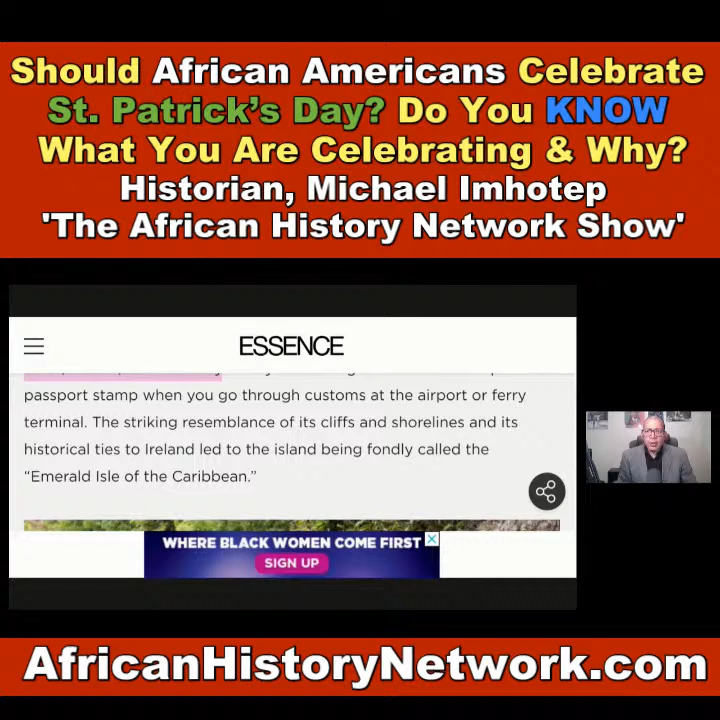 Should African Americans Celebrate
St. Patrick's Day? Do You KNOW
What You Are Celebrating & Why?
Historian, Michael Imhotep
'The African History Network Show'
ESSENCE
passport stamp when you go through customs at the airport or ferry
terminal. The striking resemblance of its cliffs and shorelines and its
historical ties to Ireland led to the island being fondly called the
“Emerald Isle of the Caribbean.”
WHERE BLACK WOMEN COME FIRST
SIGN UP
AfricanHistoryNetwork.com